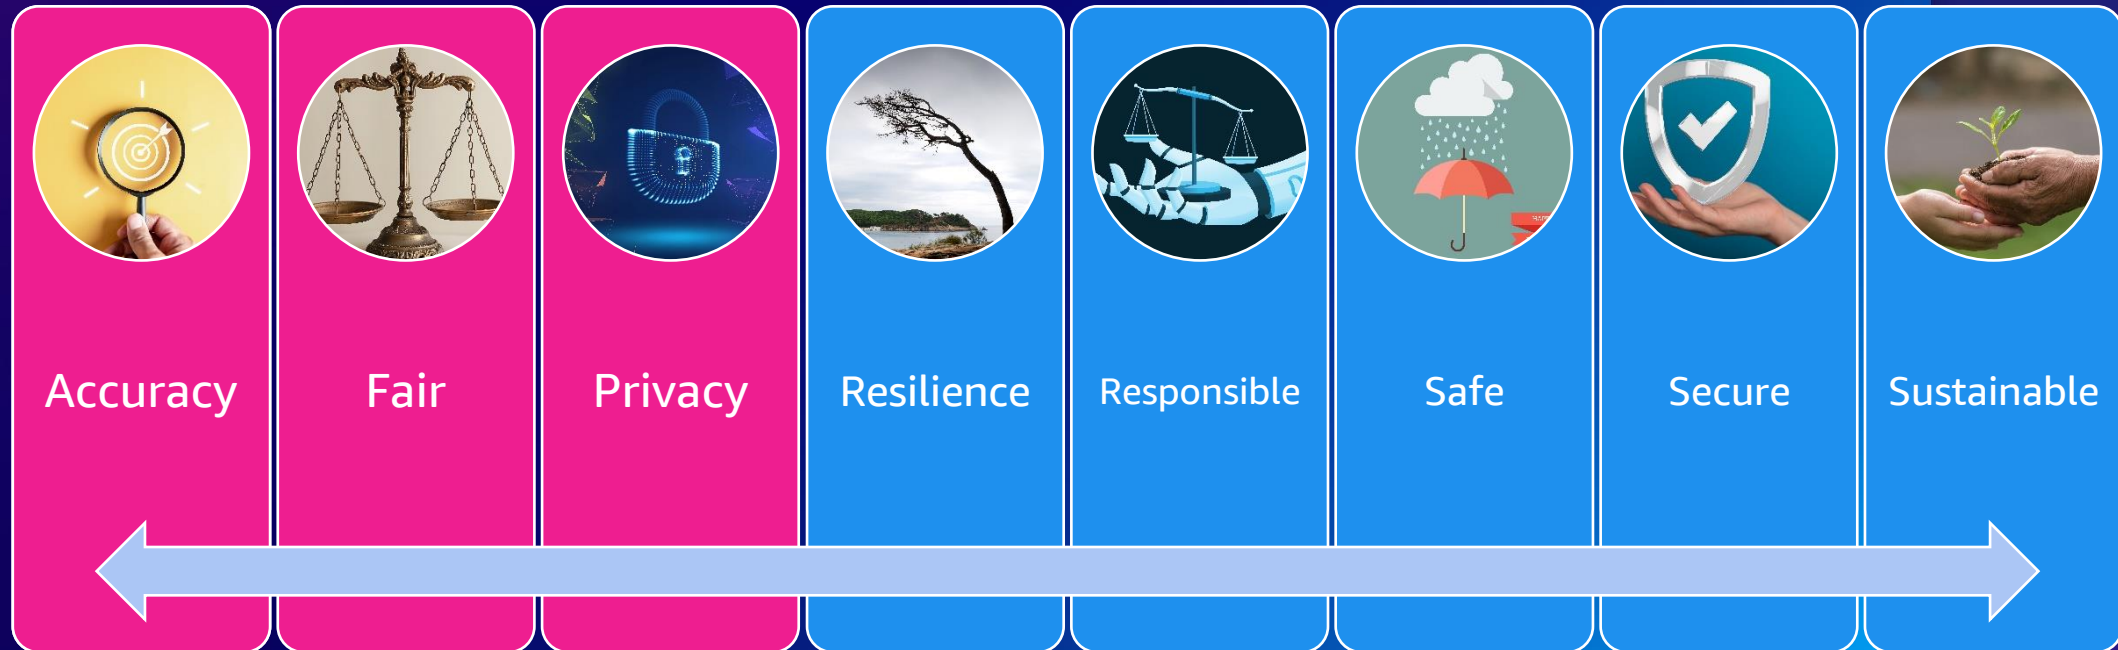 Accuracy
Fair
Privacy
Resilience
Responsible
Safe
Secure
Sustainable